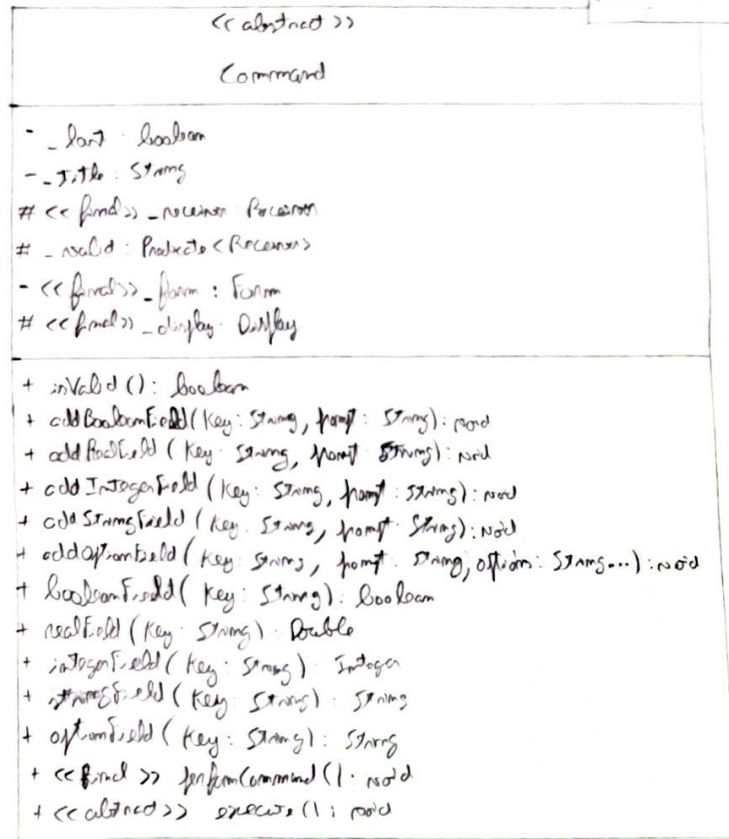 <<abstract>>
Command
- _last : boolean
- _title : String
# <<final>> _receiver : Receiver
# _valid : Predicate<Receiver>
- <<final>> _form : Form
# <<final>> _display : Display
+ isValid () : boolean
+ addBooleanField (key : String, prompt : String) : void
+ addRealField (key : String, prompt String) : void
+ addIntegerField (key : String, prompt : String) : void
+ addStringField (key : String, prompt : String) : void
+ addOptionField (key : String, prompt : String, options : String...) : void
+ booleanField (key : String) : boolean
+ realField (key : String) : Double
+ integerField (key : String) : Integer
+ stringField (key : String) : String
+ optionField (key : String) : String
+ <<final>> performCommand () : void
+ <<abstract>> execute () : void